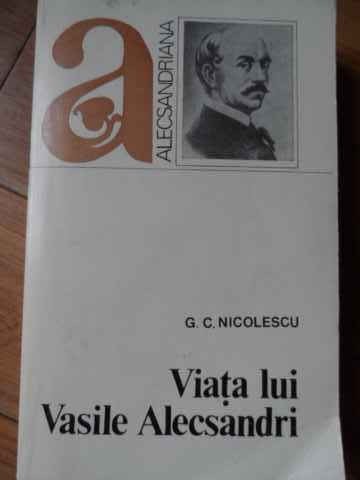 a
ALECSANDRIANA
G. C. NICOLESCU
Viața lui
Vasile Alecsandri